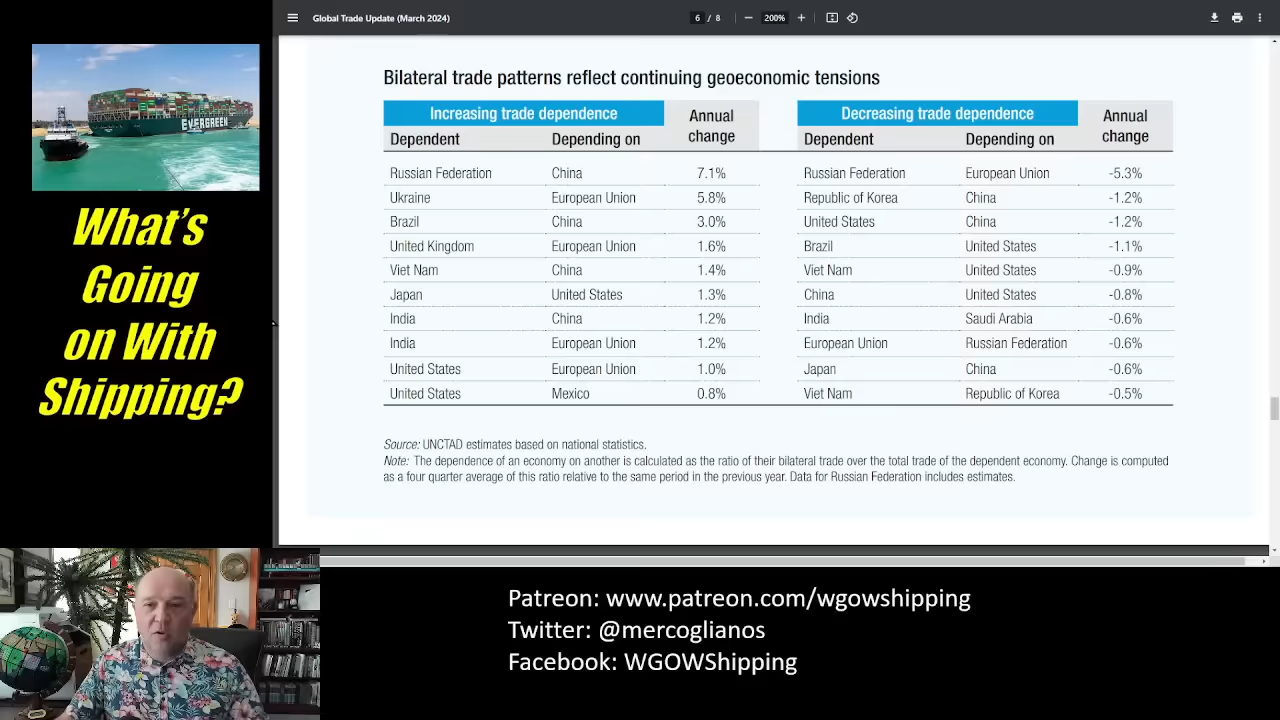 Global Trade Update (March 2024)
6 / 8
200%
EVERGREEN
What's
Going
on With
Shipping?
Bilateral trade patterns reflect continuing geoeconomic tensions
Increasing trade dependence Annual change
Dependent Depending on
Russian Federation China 7.1%
Ukraine European Union 5.8%
Brazil China 3.0%
United Kingdom European Union 1.6%
Viet Nam China 1.4%
Japan United States 1.3%
India China 1.2%
India European Union 1.2%
United States European Union 1.0%
United States Mexico 0.8%
Decreasing trade dependence Annual change
Dependent Depending on
Russian Federation European Union -5.3%
Republic of Korea China -1.2%
United States China -1.2%
Brazil United States -1.1%
Viet Nam United States -0.9%
China United States -0.8%
India Saudi Arabia -0.6%
European Union Russian Federation -0.6%
Japan China -0.6%
Viet Nam Republic of Korea -0.5%
Source: UNCTAD estimates based on national statistics.
Note: The dependence of an economy on another is calculated as the ratio of their bilateral trade over the total trade of the dependent economy. Change is computed
as a four quarter average of this ratio relative to the same period in the previous year. Data for Russian Federation includes estimates.
Patreon: www.patreon.com/wgowshipping
Twitter: @mercoglianos
Facebook: WGOWShipping